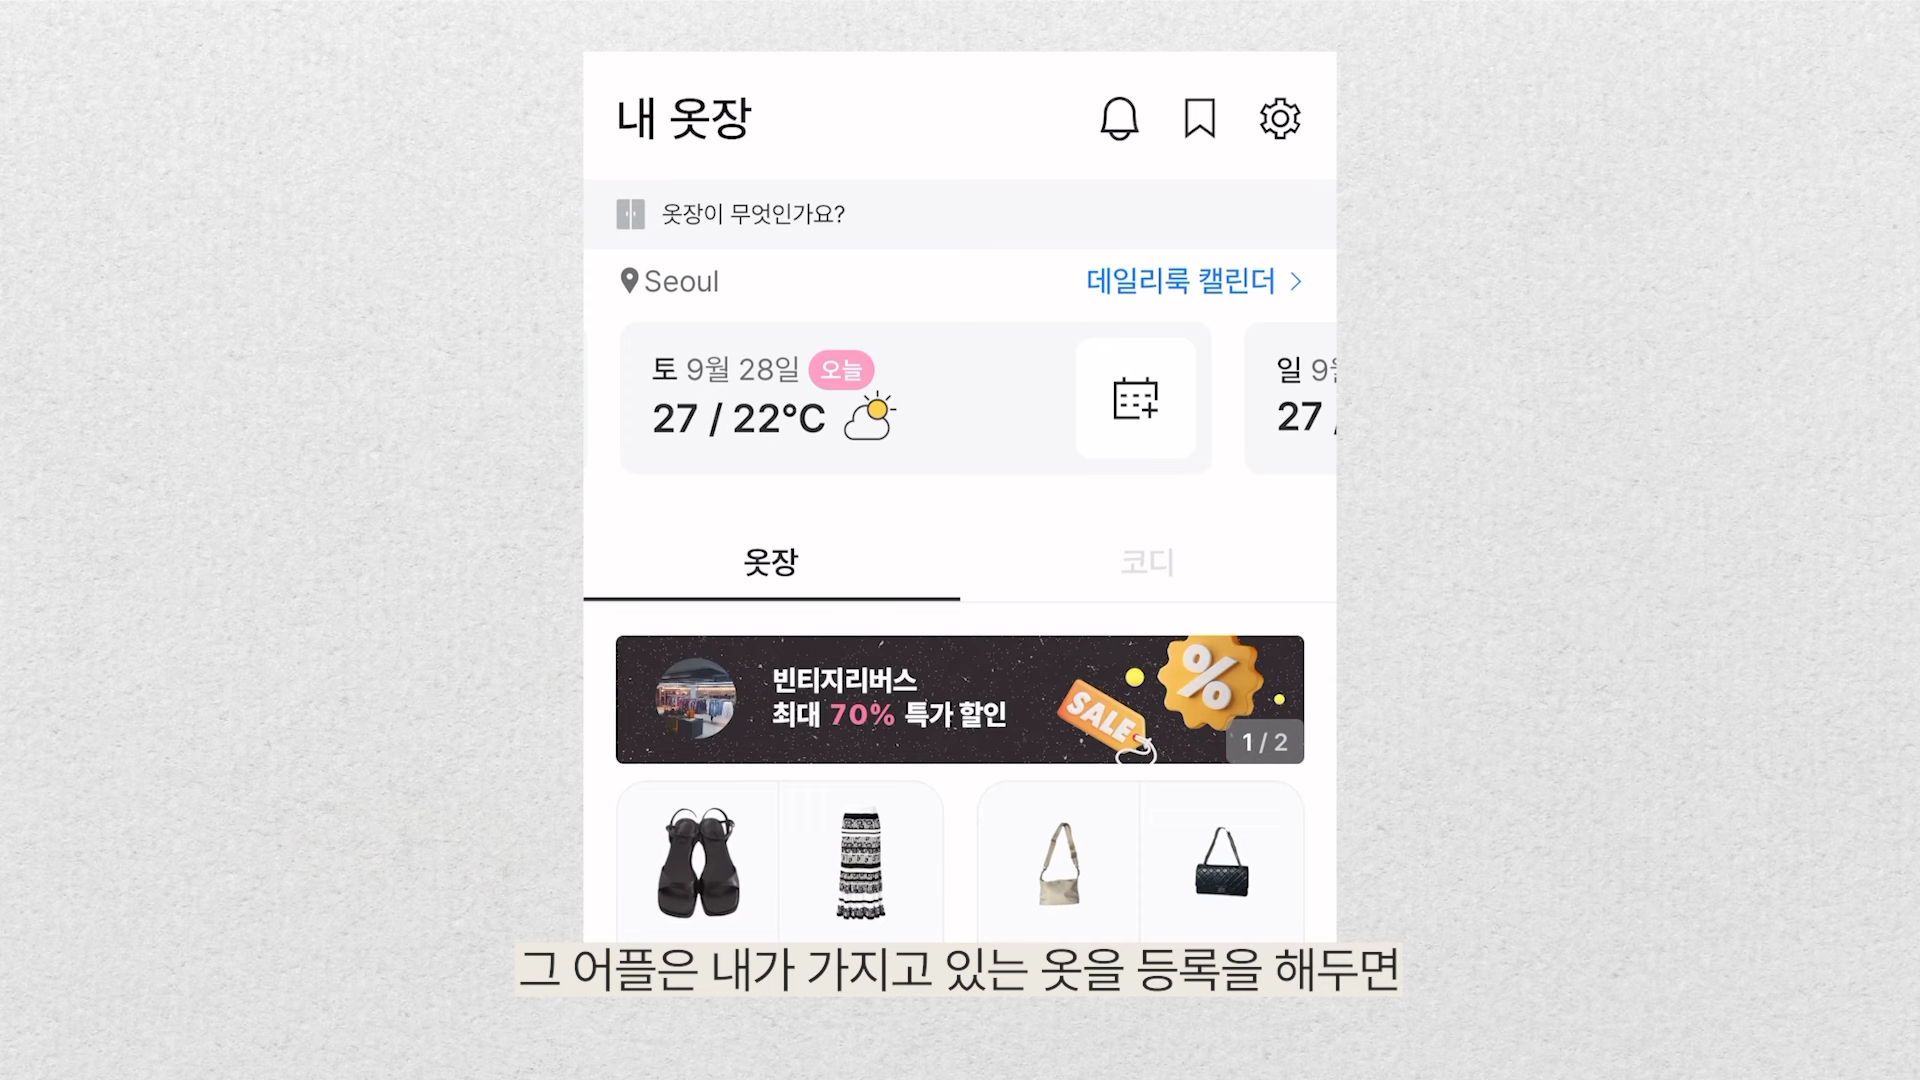 내 옷장
옷장이 무엇인가요?
Seoul
데일리룩 캘린더 >
토 9월 28일 오늘
27 / 22°C
일 9월
27 /
옷장
코디
빈티지리버스
최대 70% 특가 할인
SALE
%
1 / 2
그 어플은 내가 가지고 있는 옷을 등록을 해두면